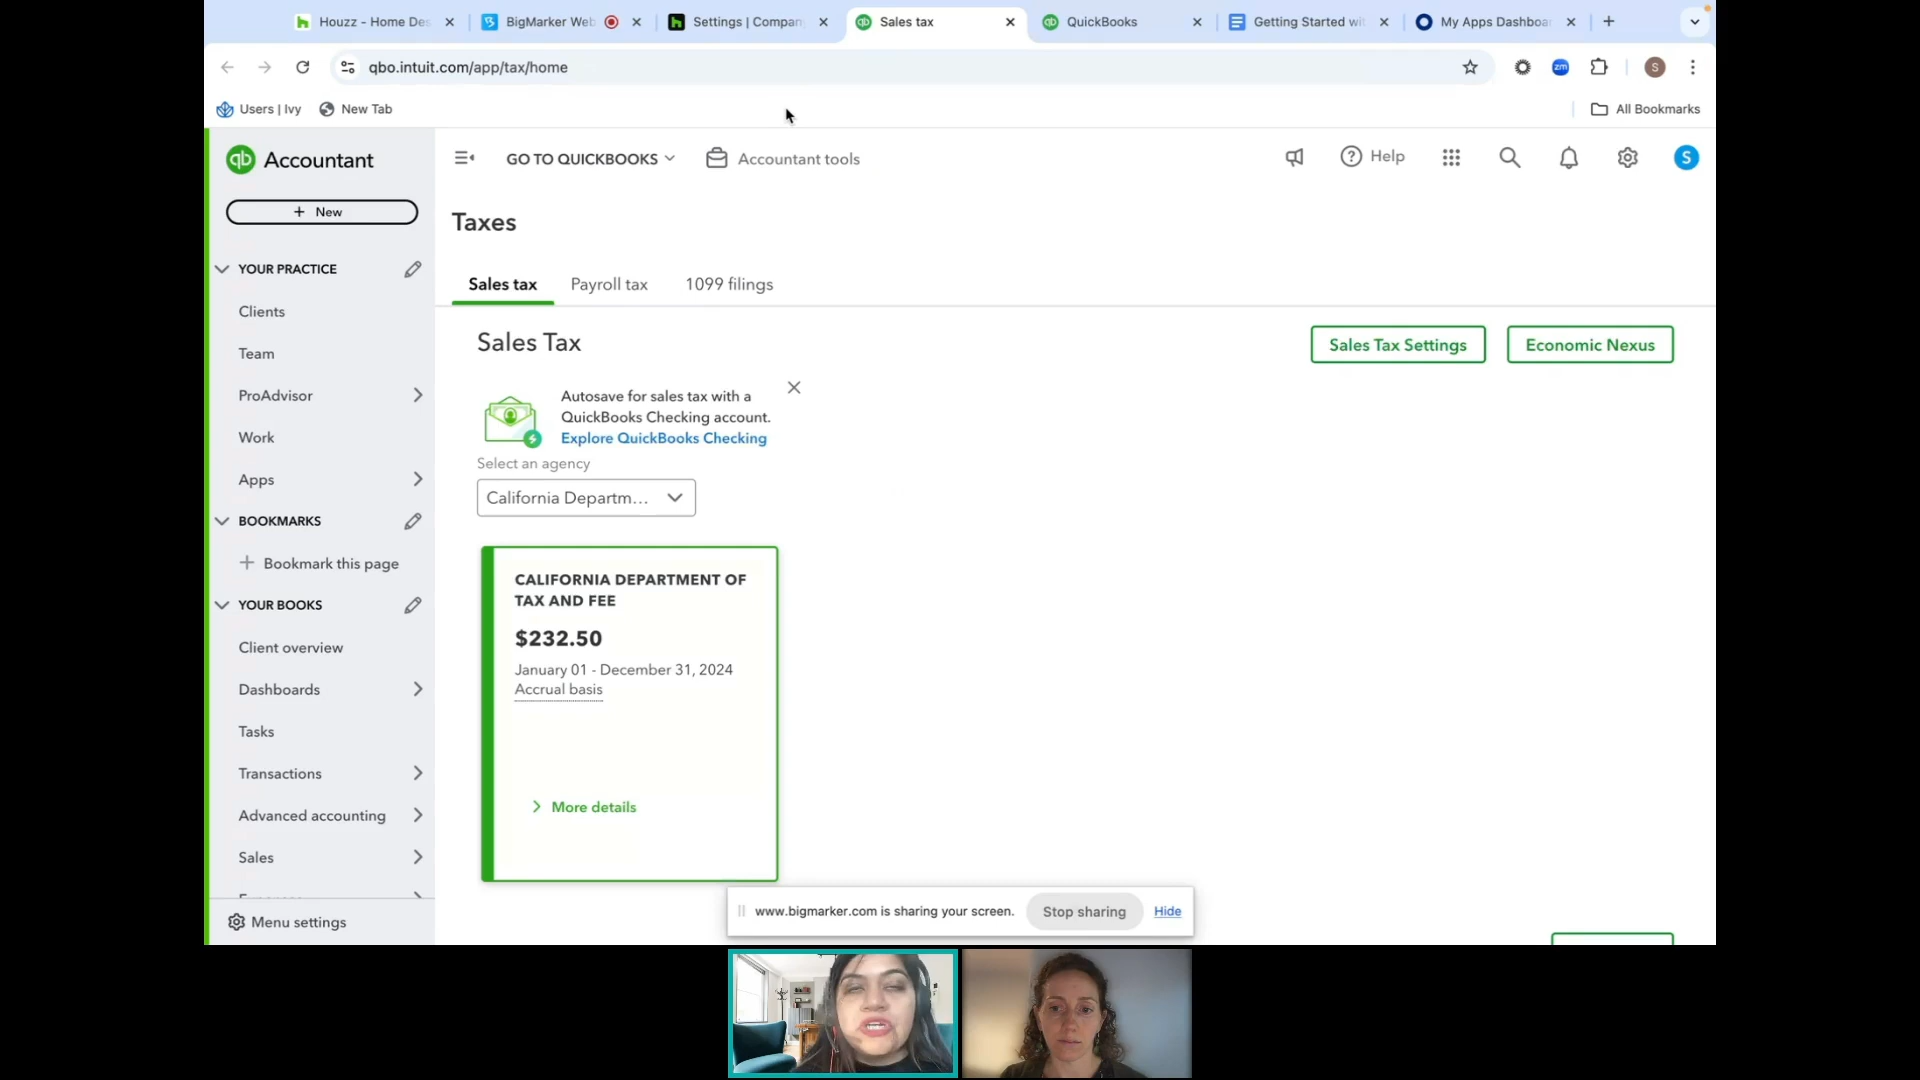 Houzz - Home Des
BigMarker Web
Settings | Compan
Sales tax
QuickBooks
Getting Started wi
My Apps Dashboa
qbo.intuit.com/app/tax/home
zm
S
Users | Ivy
New Tab
All Bookmarks
qb Accountant
GO TO QUICKBOOKS
Accountant tools
Help
S
+ New
Taxes
YOUR PRACTICE
Clients
Team
ProAdvisor
Work
Apps
BOOKMARKS
+ Bookmark this page
YOUR BOOKS
Client overview
Dashboards
Tasks
Transactions
Advanced accounting
Sales
Menu settings
Sales tax
Payroll tax
1099 filings
Sales Tax
Sales Tax Settings
Economic Nexus
Autosave for sales tax with a
QuickBooks Checking account.
Explore QuickBooks Checking
Select an agency
California Departm...
CALIFORNIA DEPARTMENT OF
TAX AND FEE
$232.50
January 01 - December 31, 2024
Accrual basis
More details
www.bigmarker.com is sharing your screen.
Stop sharing
Hide